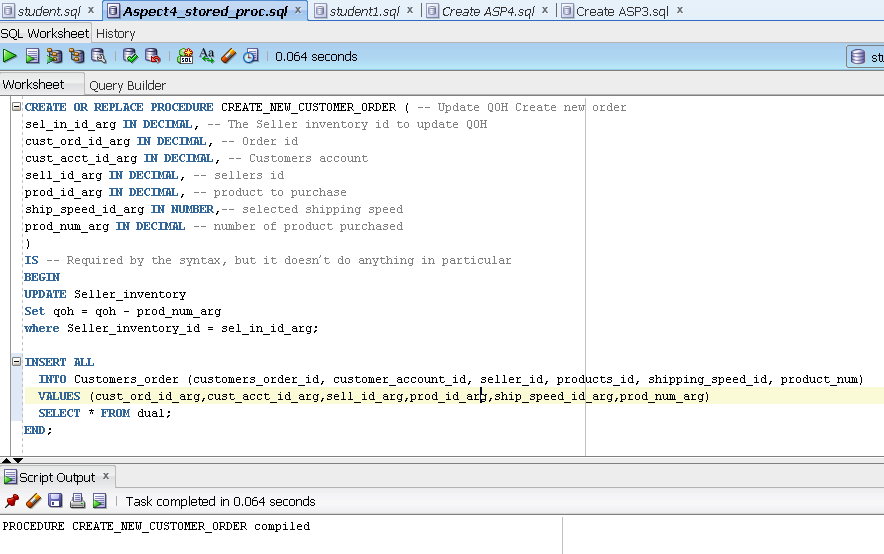 student.sql x Aspect4_stored_proc.sql x student1.sql x Create ASP4.sql x Create ASP3.sql x
SQL Worksheet History
0.064 seconds
stu
Worksheet Query Builder
CREATE OR REPLACE PROCEDURE CREATE_NEW_CUSTOMER_ORDER ( -- Update QOH Create new order
sel_in_id_arg IN DECIMAL, -- The Seller inventory id to update QOH
cust_ord_id_arg IN DECIMAL, -- Order id
cust_acct_id_arg IN DECIMAL, -- Customers account
sell_id_arg IN DECIMAL, -- sellers id
prod_id_arg IN DECIMAL, -- product to purchase
ship_speed_id_arg IN NUMBER,-- selected shipping speed
prod_num_arg IN DECIMAL -- number of product purchased
)
IS -- Required by the syntax, but it doesn't do anything in particular
BEGIN
UPDATE Seller_inventory
Set qoh = qoh - prod_num_arg
where Seller_inventory_id = sel_in_id_arg;
INSERT ALL
INTO Customers_order (customers_order_id, customer_account_id, seller_id, products_id, shipping_speed_id, product_num)
VALUES (cust_ord_id_arg,cust_acct_id_arg,sell_id_arg,prod_id_arg,ship_speed_id_arg,prod_num_arg)
SELECT * FROM dual;
END;
Script Output x
Task completed in 0.064 seconds
PROCEDURE CREATE_NEW_CUSTOMER_ORDER compiled